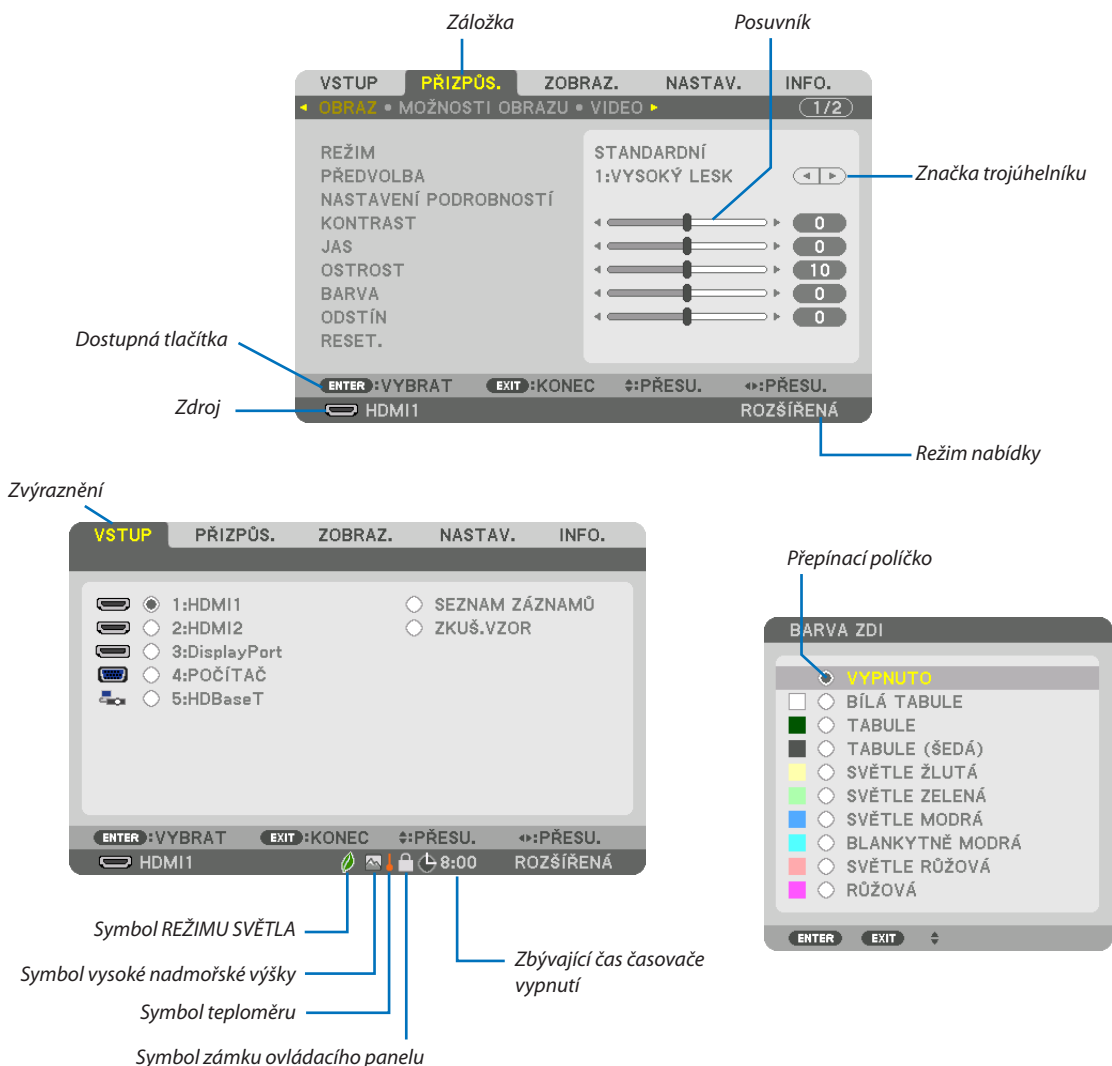 Záložka
Posuvník
VSTUP PŘIZPŮS. ZOBRAZ. NASTAV. INFO.
OBRAZ • MOŽNOSTI OBRAZU • VIDEO 1/2
REŽIM STANDARDNÍ
PŘEDVOLBA 1:VYSOKÝ LESK
Značka trojúhelníku
NASTAVENÍ PODROBNOSTÍ
KONTRAST 0
JAS 0
OSTROST 10
BARVA 0
ODSTÍN 0
RESET.
Dostupná tlačítka
ENTER :VYBRAT EXIT :KONEC :PŘESU. :PŘESU.
Zdroj
HDMI1 ROZŠÍŘENÁ
Režim nabídky
Zvýraznění
VSTUP PŘIZPŮS. ZOBRAZ. NASTAV. INFO.
1:HDMI1 SEZNAM ZÁZNAMŮ
2:HDMI2 ZKUŠ.VZOR
3:DisplayPort
4:POČÍTAČ
5:HDBaseT
ENTER :VYBRAT EXIT :KONEC :PŘESU. :PŘESU.
HDMI1 8:00 ROZŠÍŘENÁ
Symbol REŽIMU SVĚTLA
Symbol vysoké nadmořské výšky
Symbol teploměru
Symbol zámku ovládacího panelu
Zbývající čas časovače
vypnutí
Přepínací políčko
BARVA ZDI
VYPNUTO
BÍLÁ TABULE
TABULE
TABULE (ŠEDÁ)
SVĚTLE ŽLUTÁ
SVĚTLE ZELENÁ
SVĚTLE MODRÁ
BLANKYTNĚ MODRÁ
SVĚTLE RŮŽOVÁ
RŮŽOVÁ
ENTER EXIT